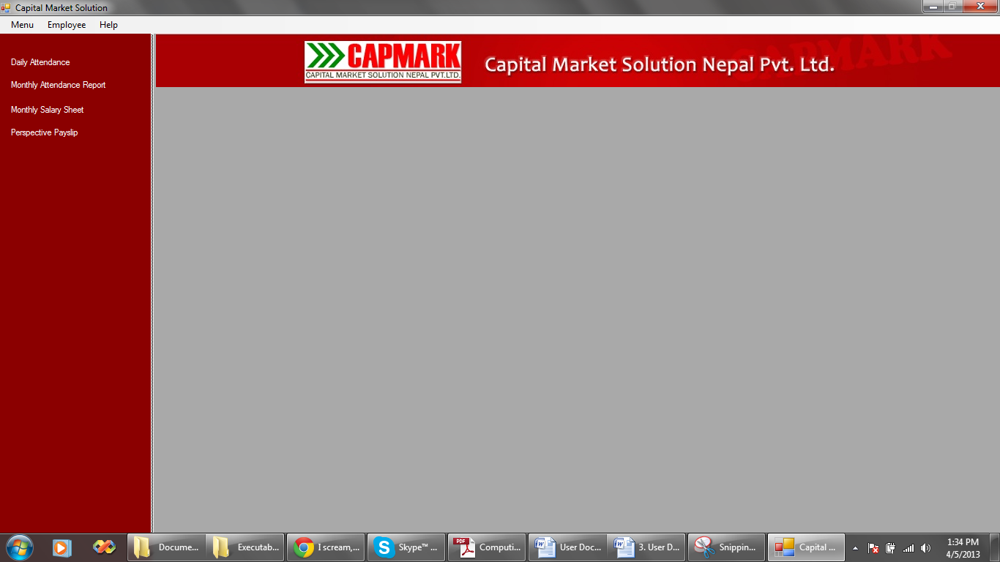 Capital Market Solution
Menu Employee Help
Daily Attendance
Monthly Attendance Report
Monthly Salary Sheet
Perspective Payslip
CAPMARK
CAPITAL MARKET SOLUTION NEPAL PVT.LTD.
Capital Market Solution Nepal Pvt. Ltd.
CAPMARK
Docume... Executab... I scream,... Skype™ ... PDF Computi... User Doc... 3. User D... Snippin... Capital ... 1:34 PM
4/5/2013